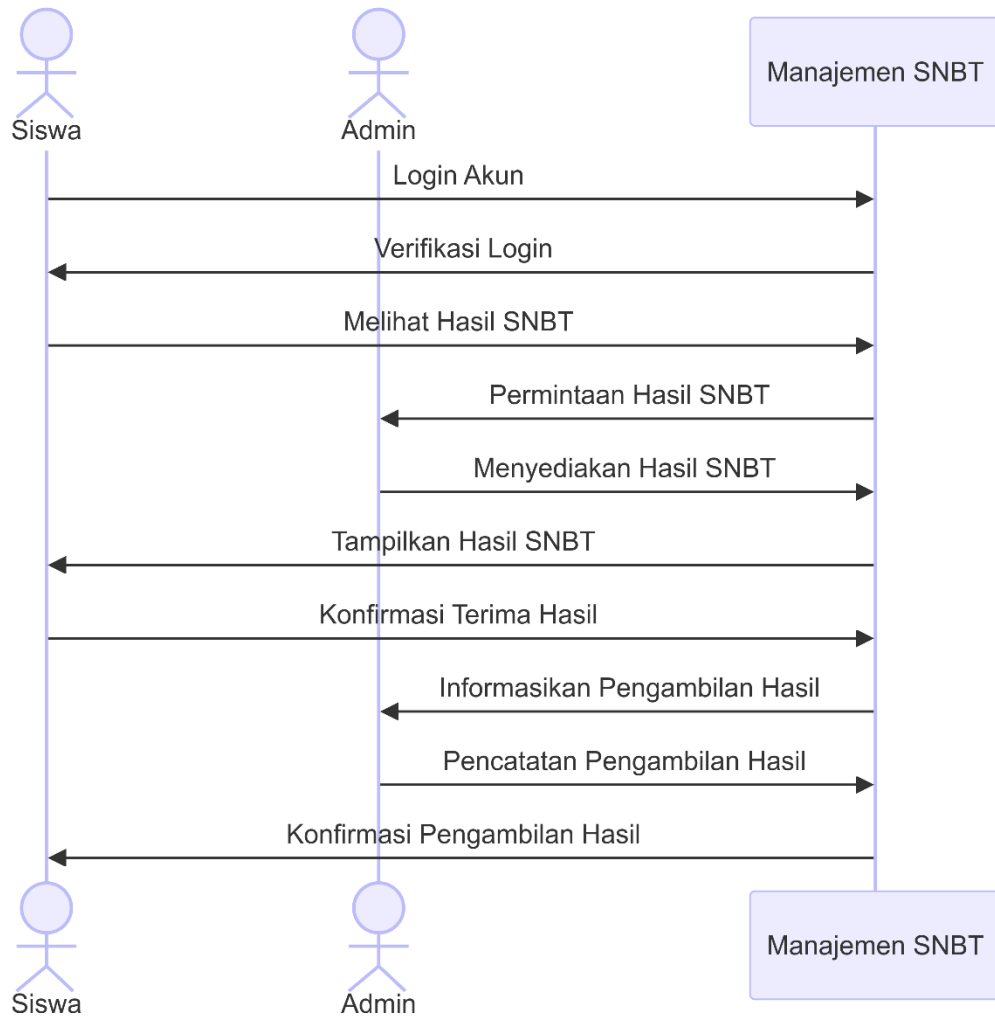 Siswa
Admin
Manajemen SNBT
Login Akun
Verifikasi Login
Melihat Hasil SNBT
Permintaan Hasil SNBT
Menyediakan Hasil SNBT
Tampilkan Hasil SNBT
Konfirmasi Terima Hasil
Informasikan Pengambilan Hasil
Pencatatan Pengambilan Hasil
Konfirmasi Pengambilan Hasil
Siswa
Admin
Manajemen SNBT